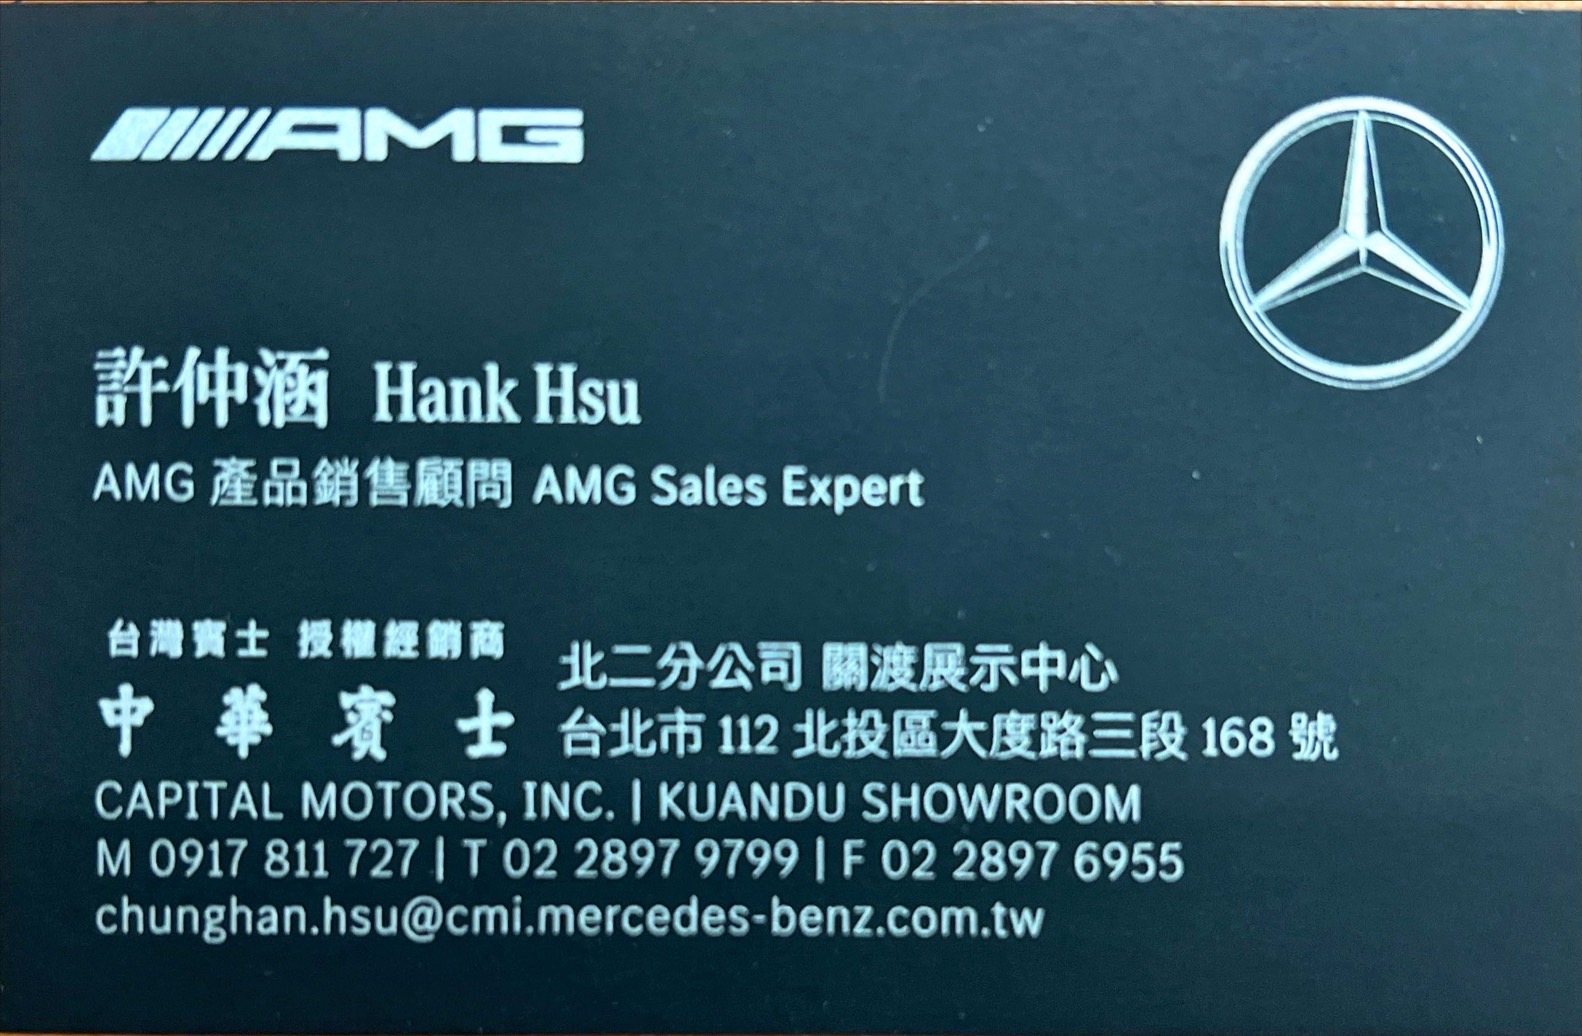 AMG
許仲涵 Hank Hsu
AMG 產品銷售顧問 AMG Sales Expert
台灣賓士 授權經銷商
中華賓士
北二分公司 關渡展示中心
台北市 112 北投區大度路三段 168 號
CAPITAL MOTORS, INC. | KUANDU SHOWROOM
M 0917 811 727 | T 02 2897 9799 | F 02 2897 6955
chunghan.hsu@cmi.mercedes-benz.com.tw